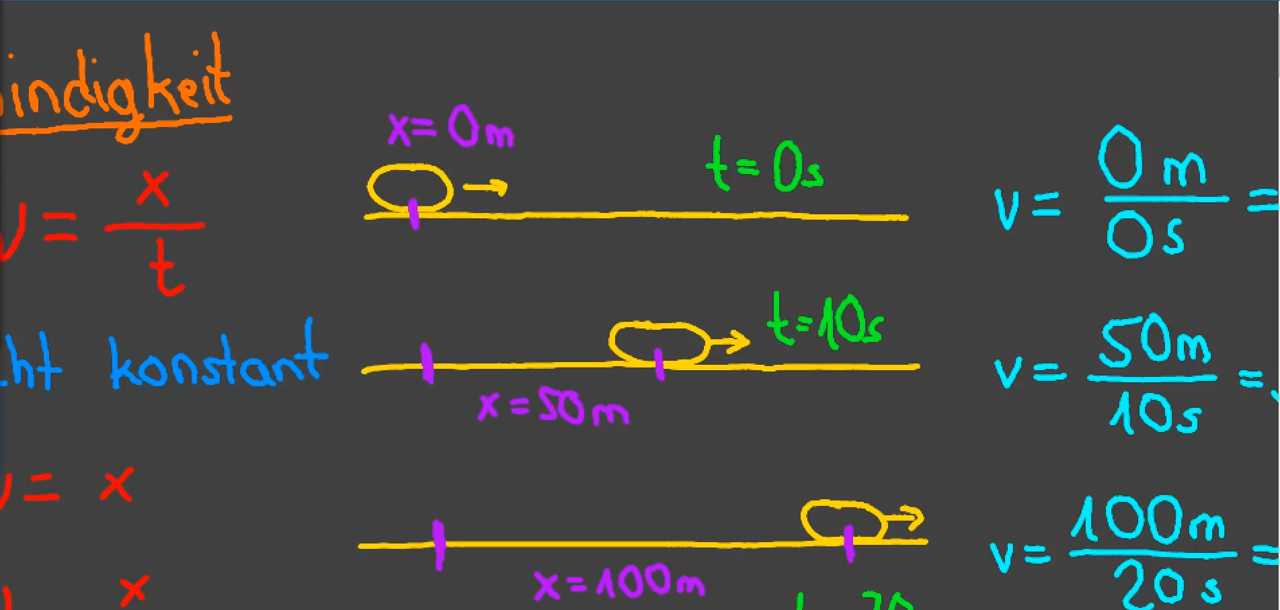 indigkeit
x = 0m
t = 0s
v = x/t
v = 0m/0s =
t = 10s
ht konstant
x = 50m
v = 50m/10s =
v = x
x = 100m
v = 100m/20s =
x